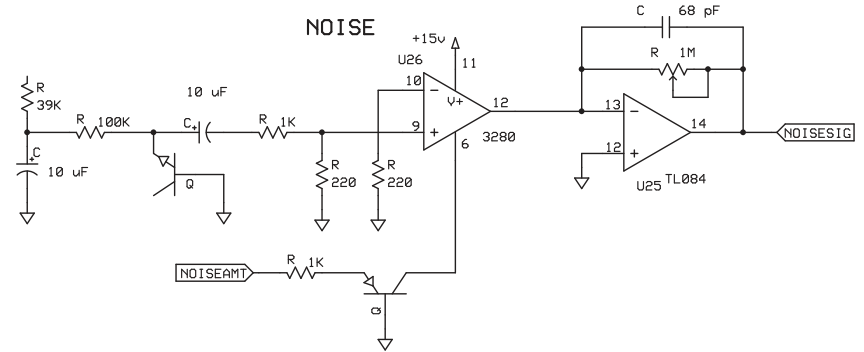 NOISE
C 68 pF
+15v
R 1M
U26
11
R
39K
10 uF
10
V+
12
13
14
NOISESIG
R 100K
C+
R 1K
9
3280
6
12
+C
10 uF
Q
R
220
R
220
U25 TL084
NOISEAMT
R 1K
Q